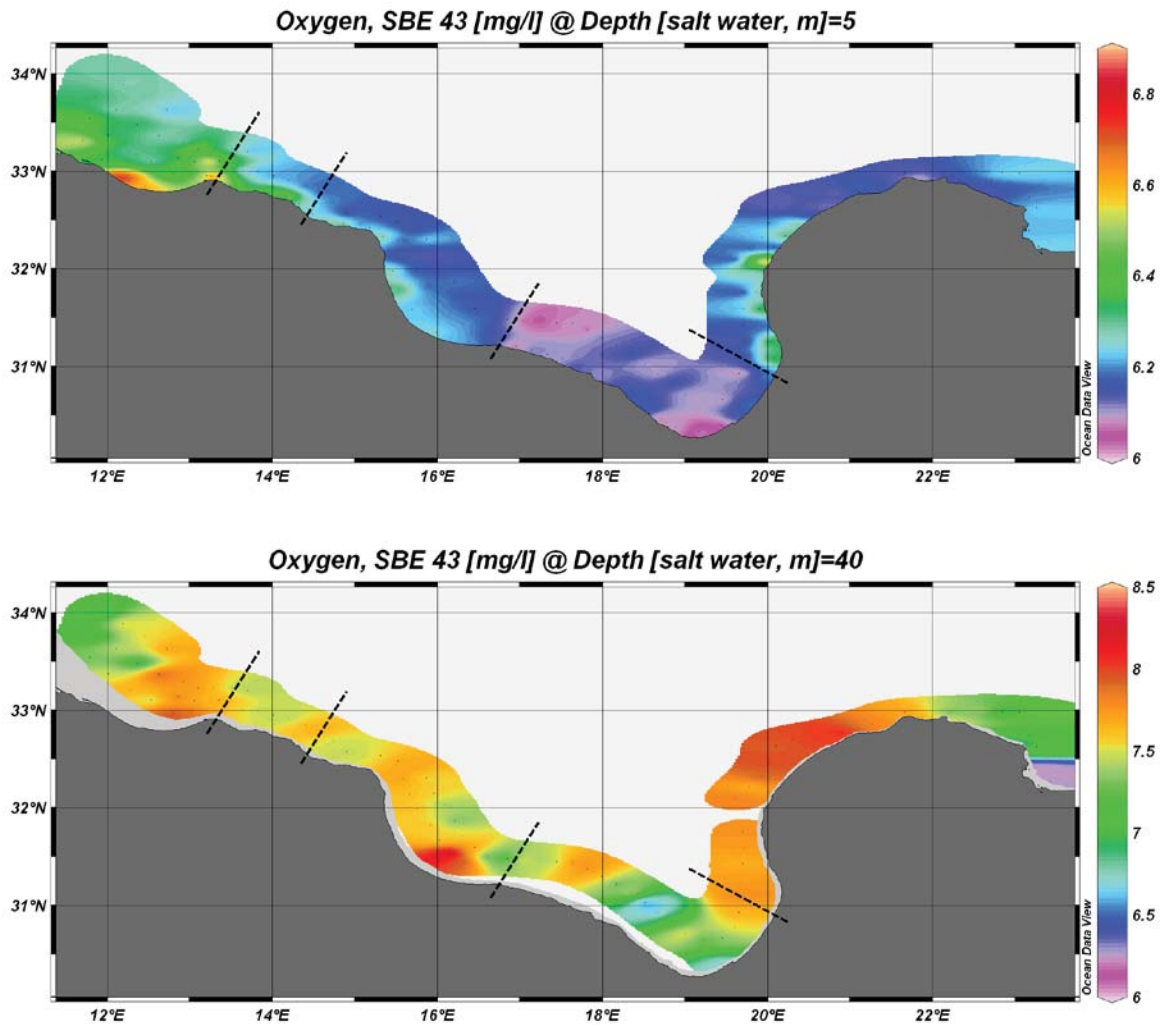 Oxygen, SBE 43 [mg/l] @ Depth [salt water, m]=5
34°N
33°N
32°N
31°N
12°E
14°E
16°E
18°E
20°E
22°E
Ocean Data View
6.8
6.6
6.4
6.2
6
Oxygen, SBE 43 [mg/l] @ Depth [salt water, m]=40
34°N
33°N
32°N
31°N
12°E
14°E
16°E
18°E
20°E
22°E
Ocean Data View
8.5
8
7.5
7
6.5
6